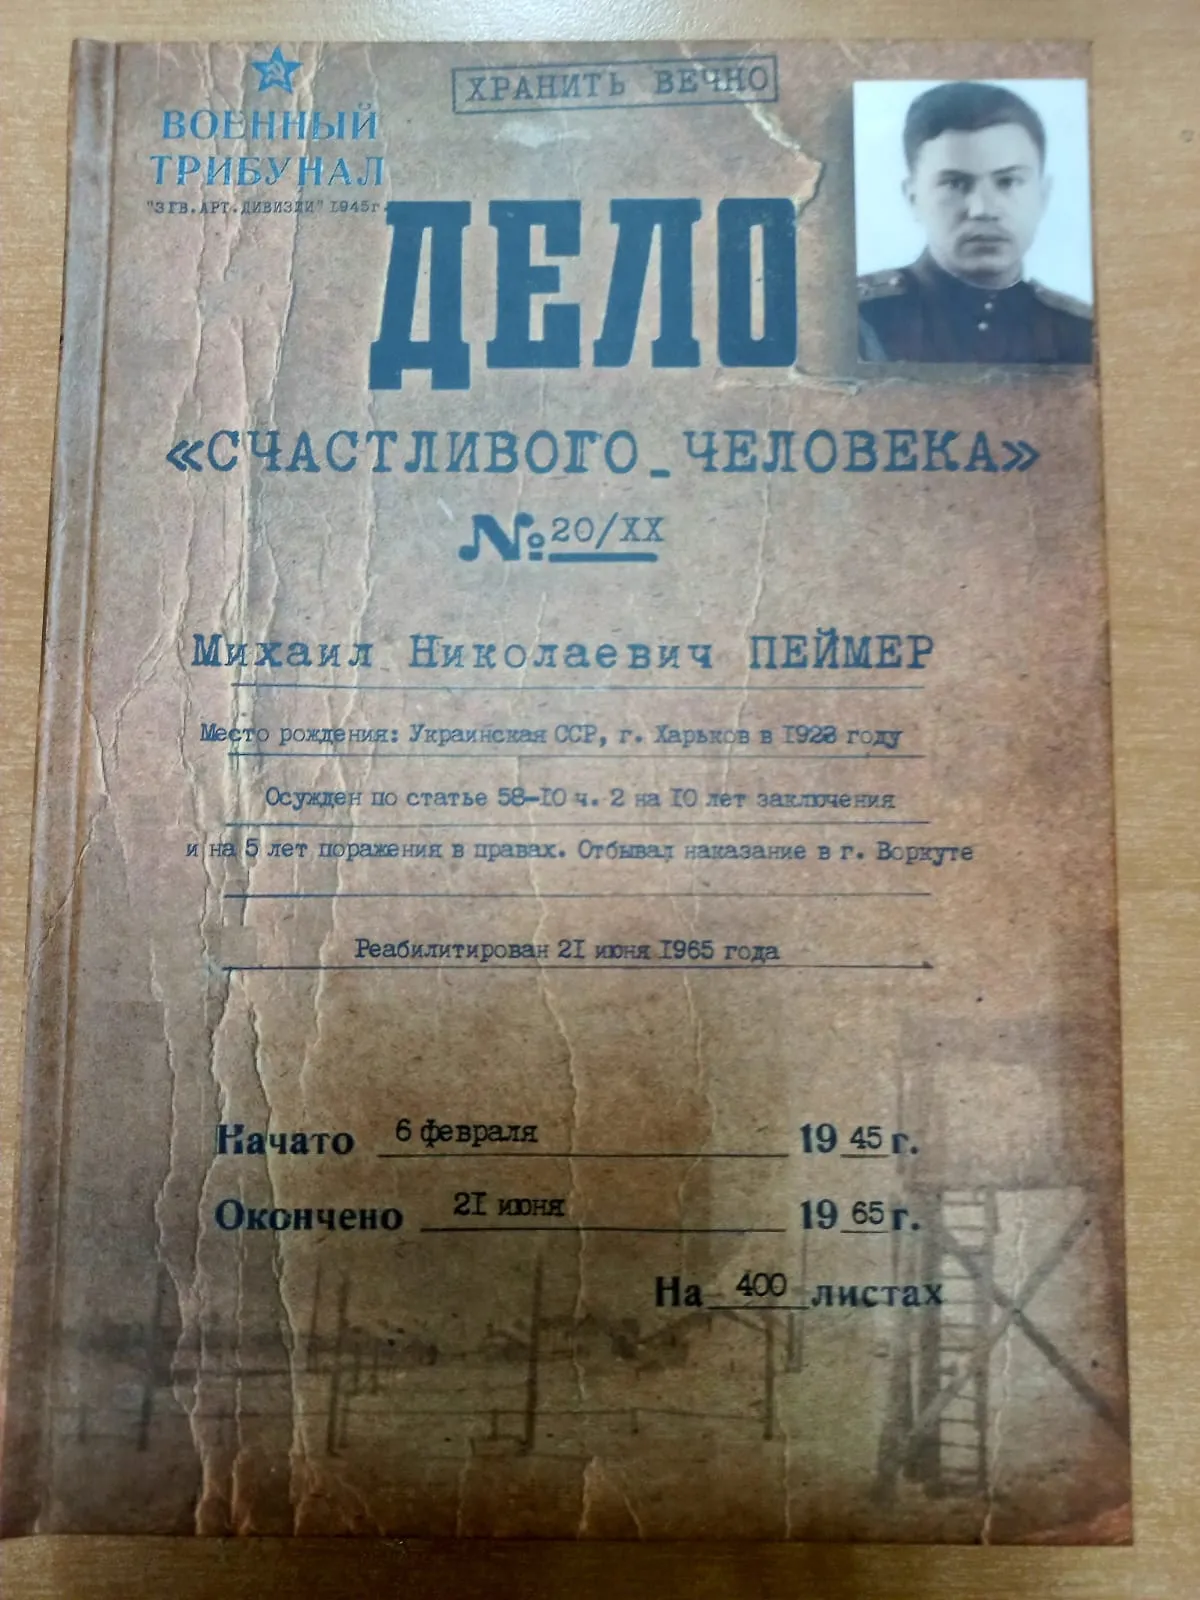 ХРАНИТЬ ВЕЧНО
ВОЕННЫЙ
ТРИБУНАЛ
"3 ГВ.АРТ.ДИВИЗИИ" 1945г.
ДЕЛО
«СЧАСТЛИВОГО_ЧЕЛОВЕКА»
№ 20/XX
Михаил Николаевич ПЕЙМЕР
Место рождения: Украинская ССР, г. Харьков в 1923 году
Осужден по статье 58-10 ч. 2 на 10 лет заключения
и на 5 лет поражения в правах. Отбывал наказание в г. Воркуте
Реабилитирован 21 июня 1965 года
Начато 6 февраля 1945 г.
Окончено 21 июня 1965 г.
На 400 листах